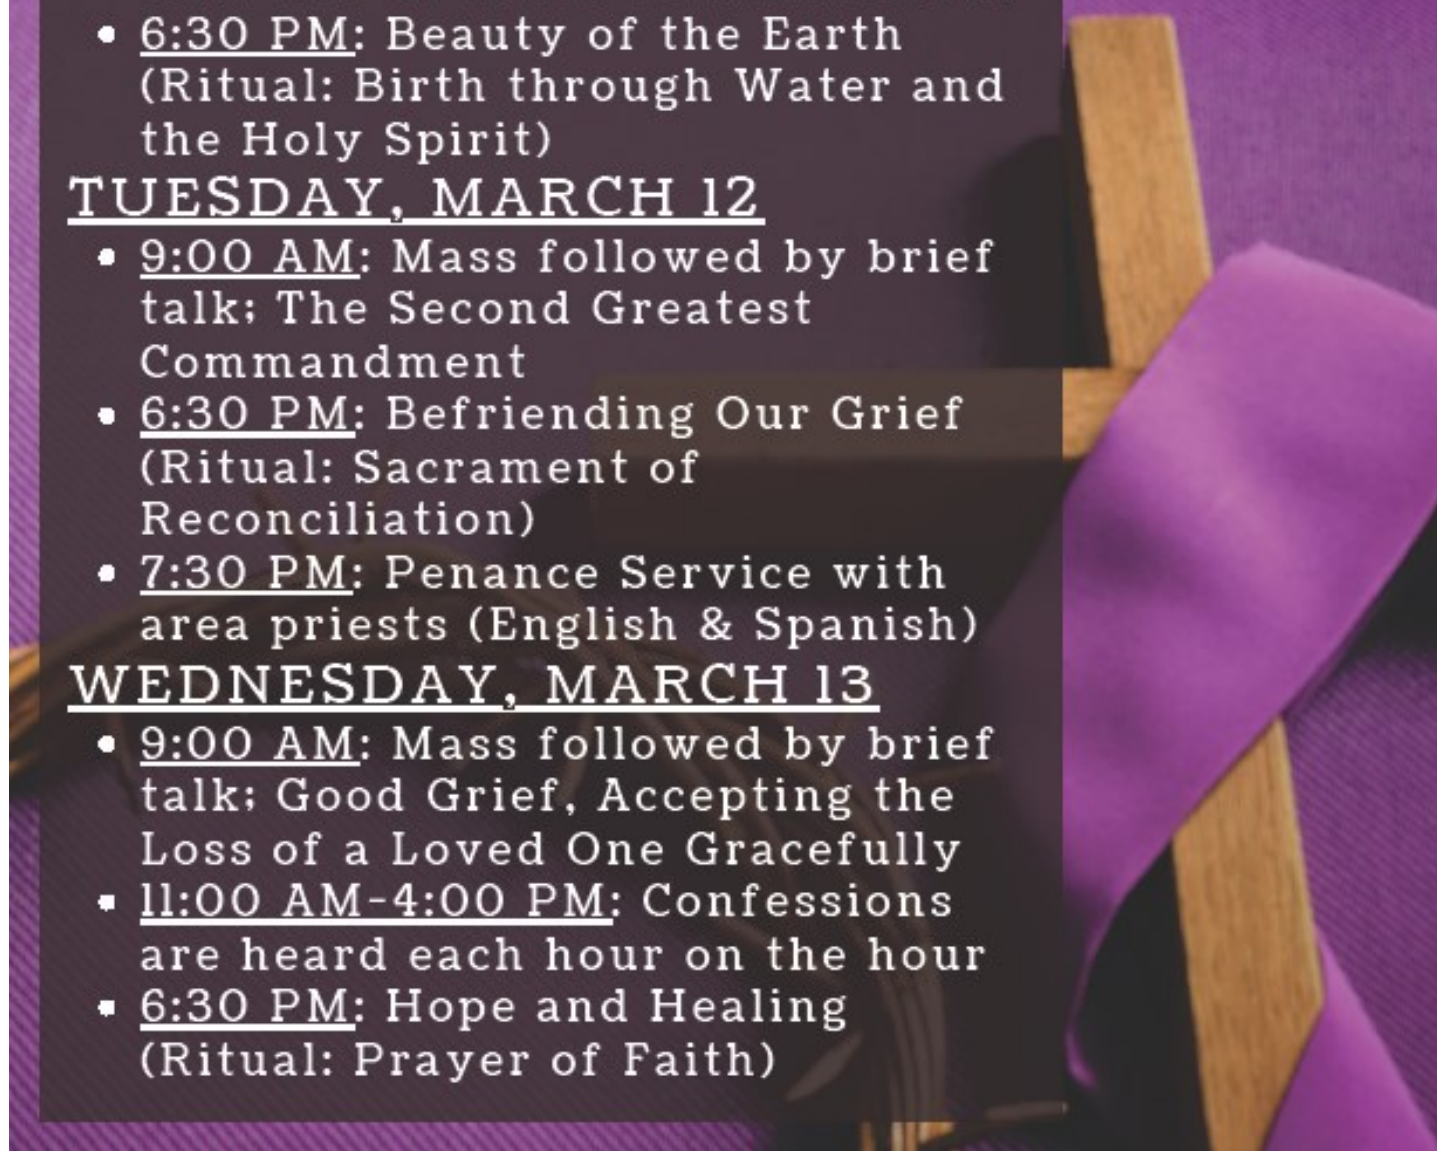 • 6:30 PM: Beauty of the Earth
(Ritual: Birth through Water and
the Holy Spirit)
TUESDAY, MARCH 12
• 9:00 AM: Mass followed by brief
talk; The Second Greatest
Commandment
• 6:30 PM: Befriending Our Grief
(Ritual: Sacrament of
Reconciliation)
• 7:30 PM: Penance Service with
area priests (English & Spanish)
WEDNESDAY, MARCH 13
• 9:00 AM: Mass followed by brief
talk; Good Grief, Accepting the
Loss of a Loved One Gracefully
▪ 11:00 AM-4:00 PM: Confessions
are heard each hour on the hour
▪ 6:30 PM: Hope and Healing
(Ritual: Prayer of Faith)